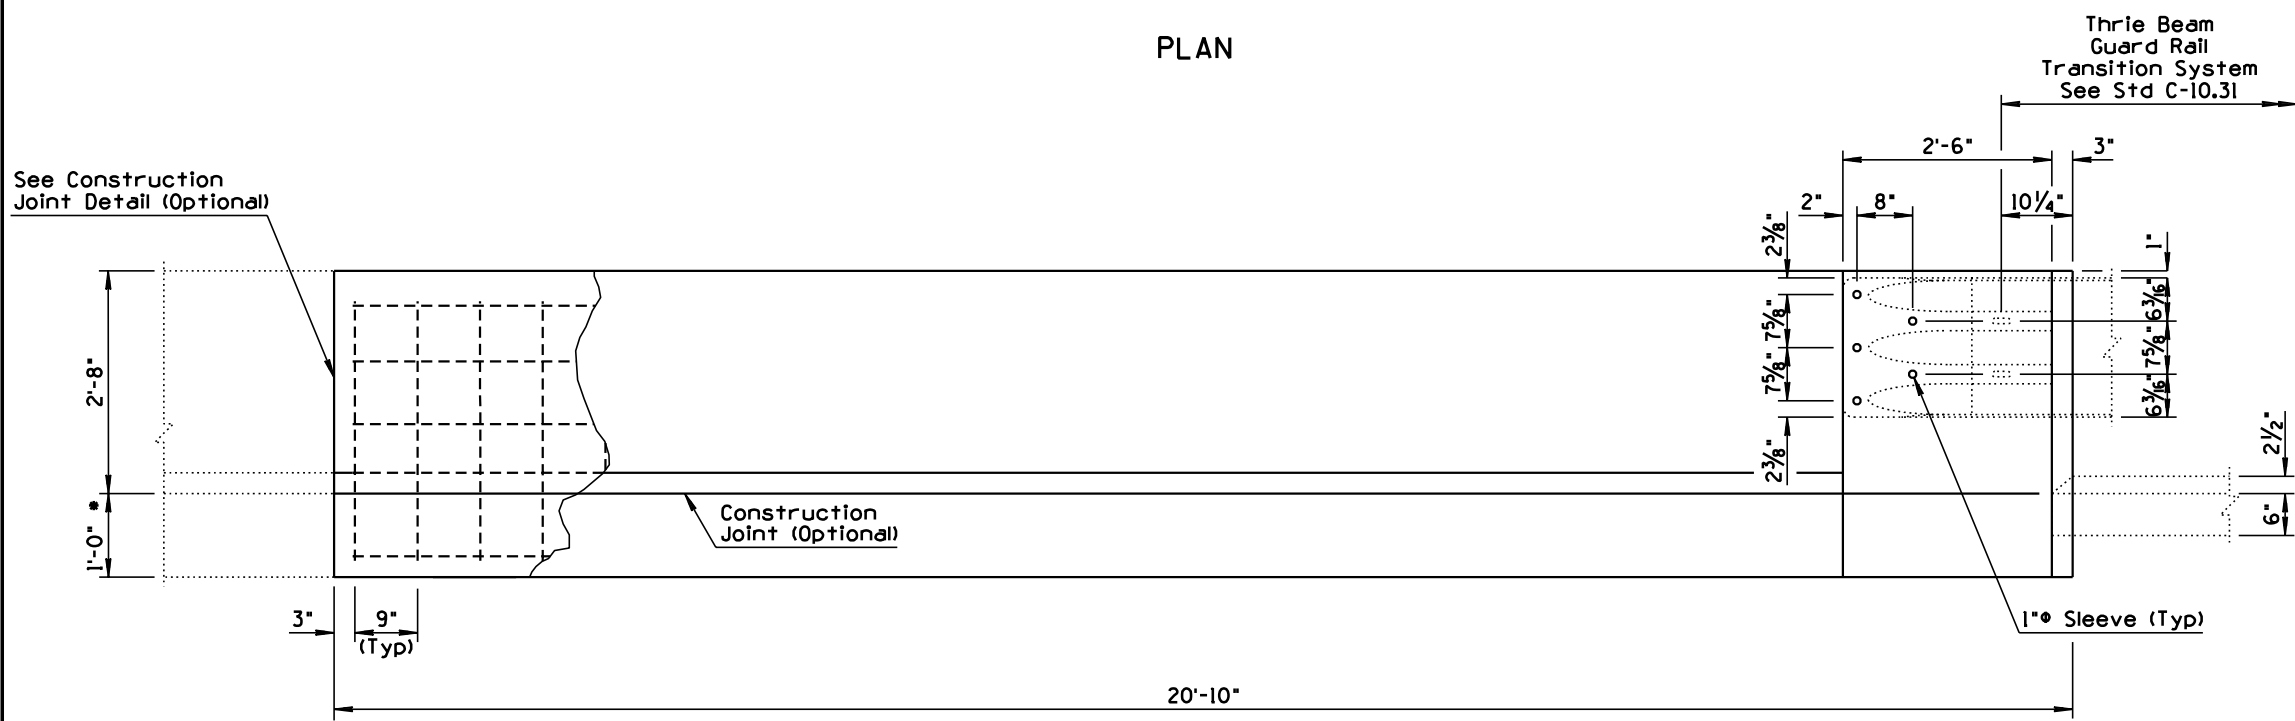 PLAN
Thrie Beam
Guard Rail
Transition System
See Std C-10.31
2'-6"
3"
See Construction
Joint Detail (Optional)
2"
8"
10¼"
2⅜"
1"
7⅝"
7⅝"
2⅜"
6³⁄₁₆"
7⅝"
6³⁄₁₆"
2'-8"
1'-0" *
2½"
6"
Construction
Joint (Optional)
3"
9"
(Typ)
1"Φ Sleeve (Typ)
20'-10"